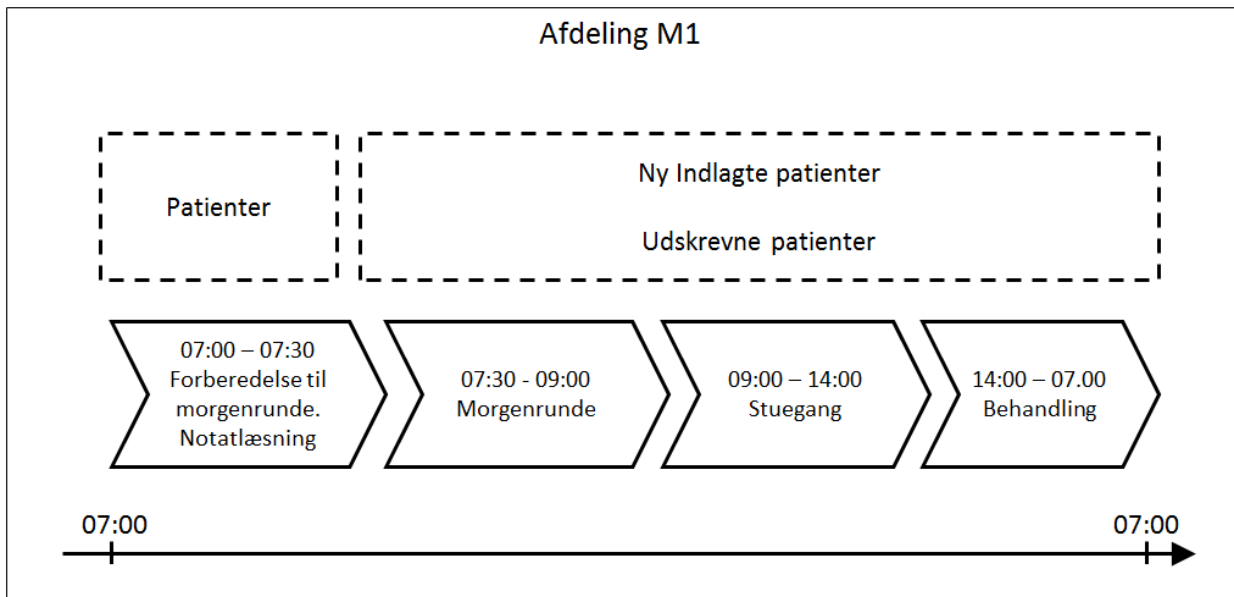 Afdeling M1
Patienter
Ny Indlagte patienter
Udskrevne patienter
07:00 – 07:30
Forberedelse til
morgenrunde.
Notatlæsning
07:30 - 09:00
Morgenrunde
09:00 – 14:00
Stuegang
14:00 – 07.00
Behandling
07:00
07:00